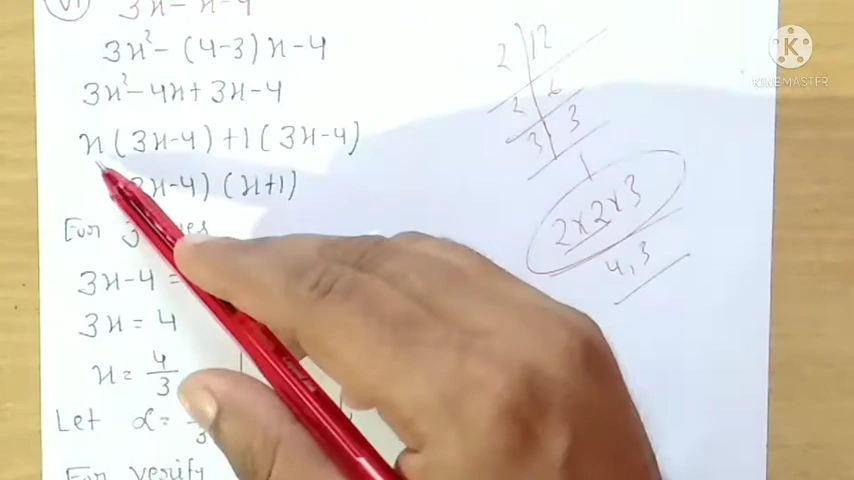 vi 3x² - x - 4
3x² - (4-3)x - 4
3x² - 4x + 3x - 4
x(3x-4) + 1(3x-4)
3x-4) (x+1)
For
3x-4 =
3x = 4
x = 4/3
Let α =
For verify
2 12
2 6
3 3
1
2×2×3
4,3
K
KINEMASTER